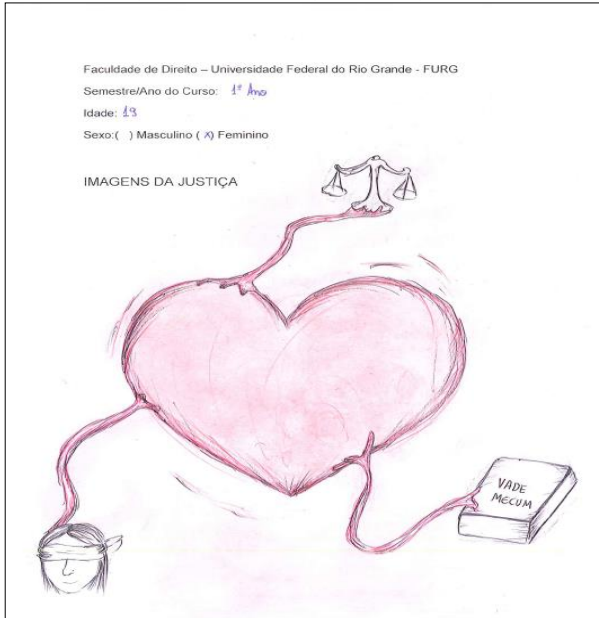 Faculdade de Direito – Universidade Federal do Rio Grande - FURG
Semestre/Ano do Curso: 1º Ano
Idade: 19
Sexo:( ) Masculino ( X) Feminino
IMAGENS DA JUSTIÇA
VADE
MECUM